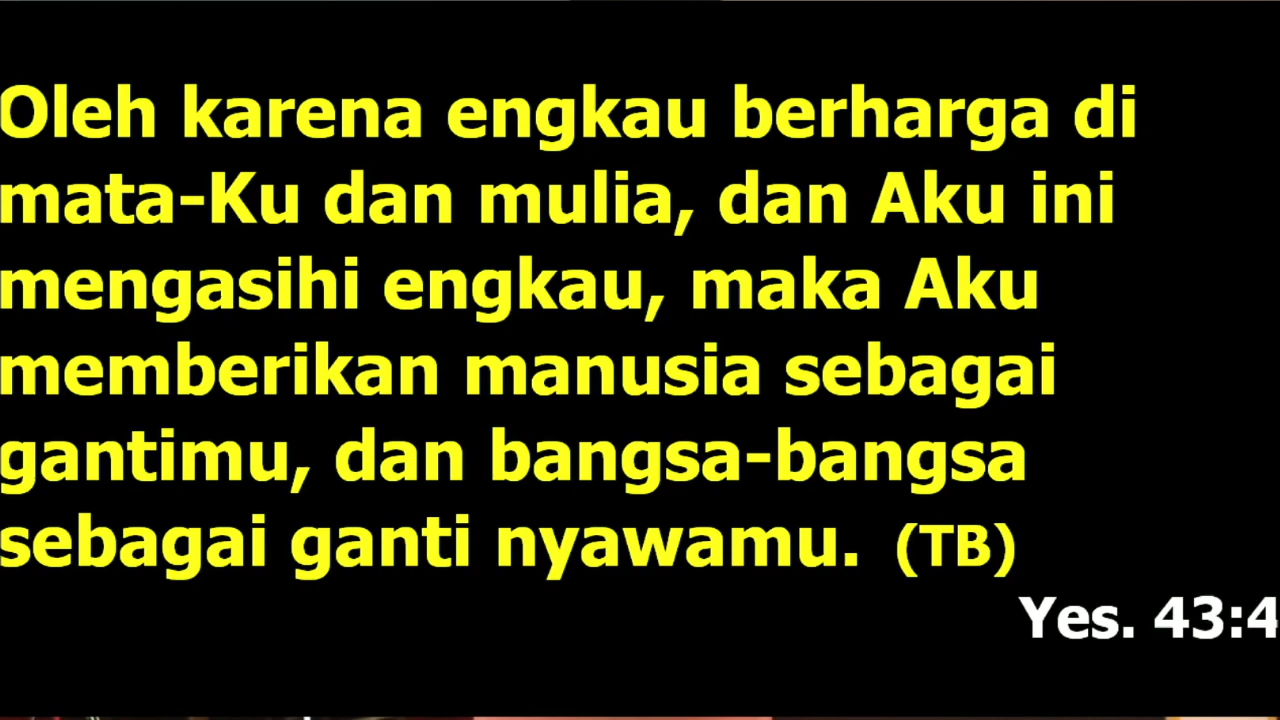 Oleh karena engkau berharga di
mata-Ku dan mulia, dan Aku ini
mengasihi engkau, maka Aku
memberikan manusia sebagai
gantimu, dan bangsa-bangsa
sebagai ganti nyawamu. (TB)
Yes. 43:4